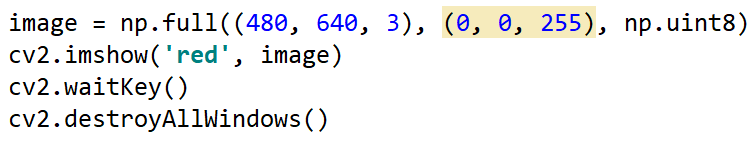 image = np.full((480, 640, 3), (0, 0, 255), np.uint8)
cv2.imshow('red', image)
cv2.waitKey()
cv2.destroyAllWindows()